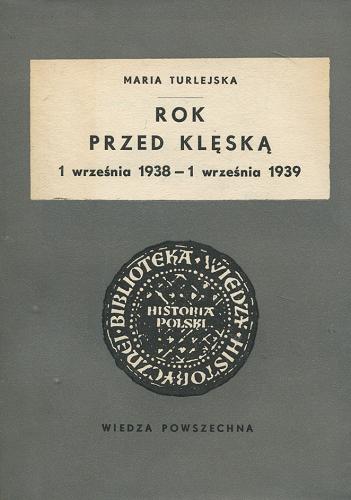 MARIA TURLEJSKA
ROK
PRZED KLĘSKĄ
1 września 1938 – 1 września 1939
BIBLIOTEKA · WIEDZY · HISTORYCZNEJ ·
HISTORIA
POLSKI
WIEDZA POWSZECHNA